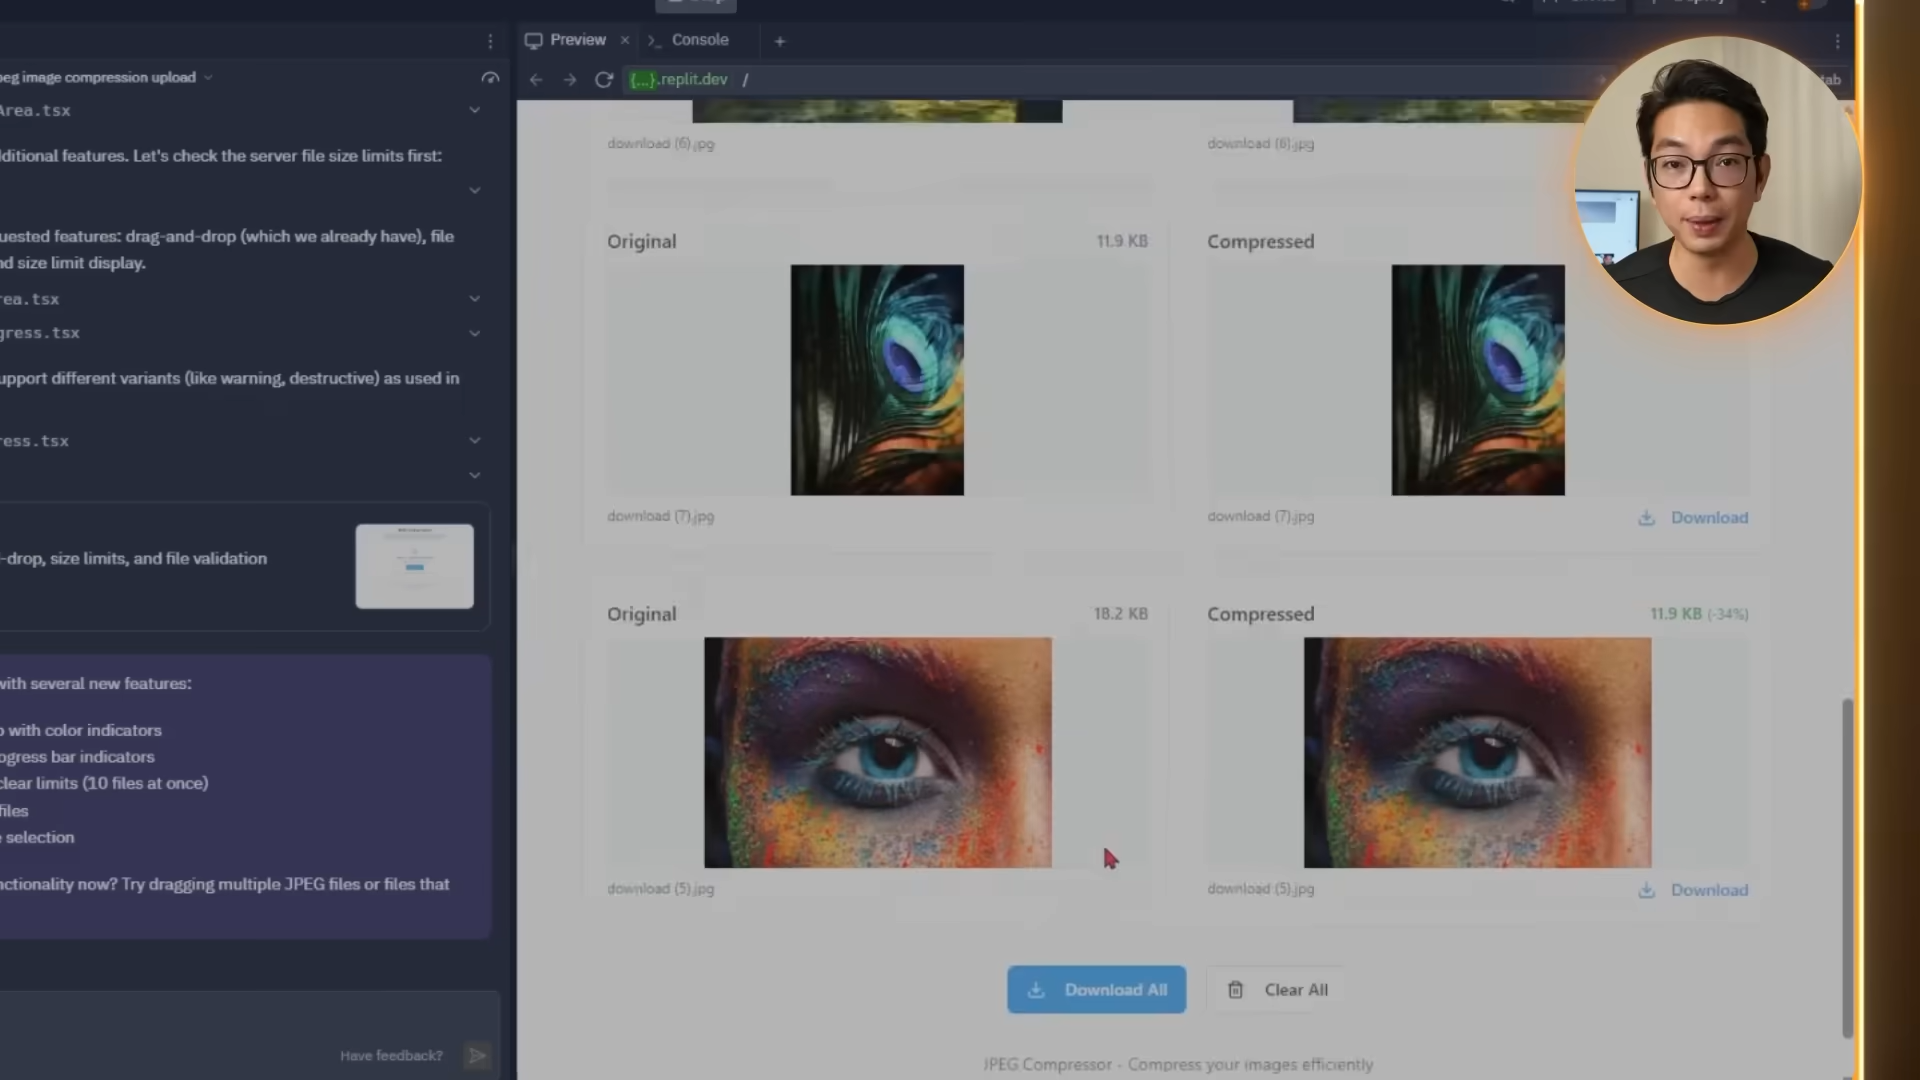 Preview
Console
peg image compression upload
{...}.replit.dev /
tab
Area.tsx
download (6).jpg
download (6).jpg
dditional features. Let's check the server file size limits first:
uested features: drag-and-drop (which we already have), file
nd size limit display.
Original
11.9 KB
Compressed
rea.tsx
gress.tsx
upport different variants (like warning, destructive) as used in
ress.tsx
download (7).jpg
download (7).jpg
Download
-drop, size limits, and file validation
Original
18.2 KB
Compressed
11.9 KB (-34%)
with several new features:
p with color indicators
ogress bar indicators
clear limits (10 files at once)
files
e selection
nctionality now? Try dragging multiple JPEG files or files that
download (5).jpg
download (5).jpg
Download
Download All
Clear All
Have feedback?
JPEG Compressor - Compress your images efficiently